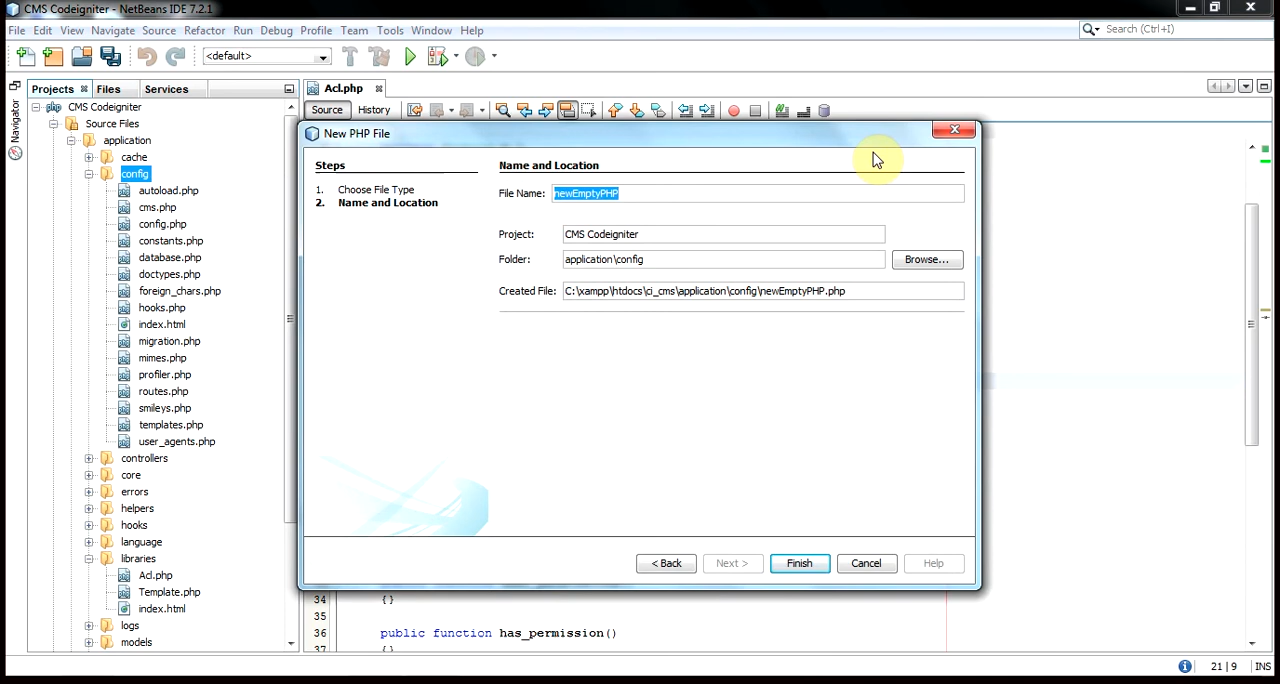 CMS Codeigniter - NetBeans IDE 7.2.1
File Edit View Navigate Source Refactor Run Debug Profile Team Tools Window Help
Search (Ctrl+I)
<default>
Projects Files Services
Acl.php
Source History
Navigator
CMS Codeigniter
Source Files
application
cache
config
autoload.php
cms.php
config.php
constants.php
database.php
doctypes.php
foreign_chars.php
hooks.php
index.html
migration.php
mimes.php
profiler.php
routes.php
smileys.php
templates.php
user_agents.php
controllers
core
errors
helpers
hooks
language
libraries
Acl.php
Template.php
index.html
logs
models
New PHP File
Steps
1. Choose File Type
2. Name and Location
Name and Location
File Name: newEmptyPHP
Project: CMS Codeigniter
Folder: application\config
Browse...
Created File: C:\xampp\htdocs\ci_cms\application\config\newEmptyPHP.php
< Back Next > Finish Cancel Help
34 {}
35
36 public function has_permission()
37 {}
21|9 INS